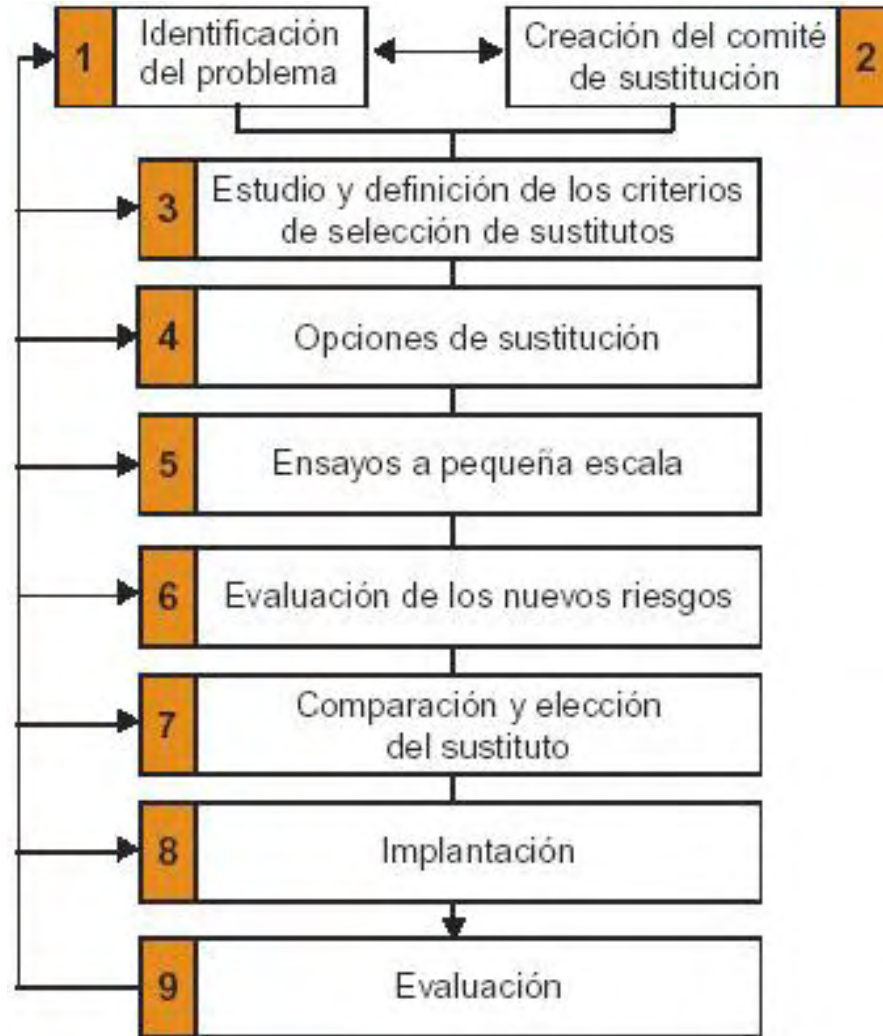 1
Identificación
del problema
Creación del comité
de sustitución
2
3
Estudio y definición de los criterios
de selección de sustitutos
4
Opciones de sustitución
5
Ensayos a pequeña escala
6
Evaluación de los nuevos riesgos
7
Comparación y elección
del sustituto
8
Implantación
9
Evaluación